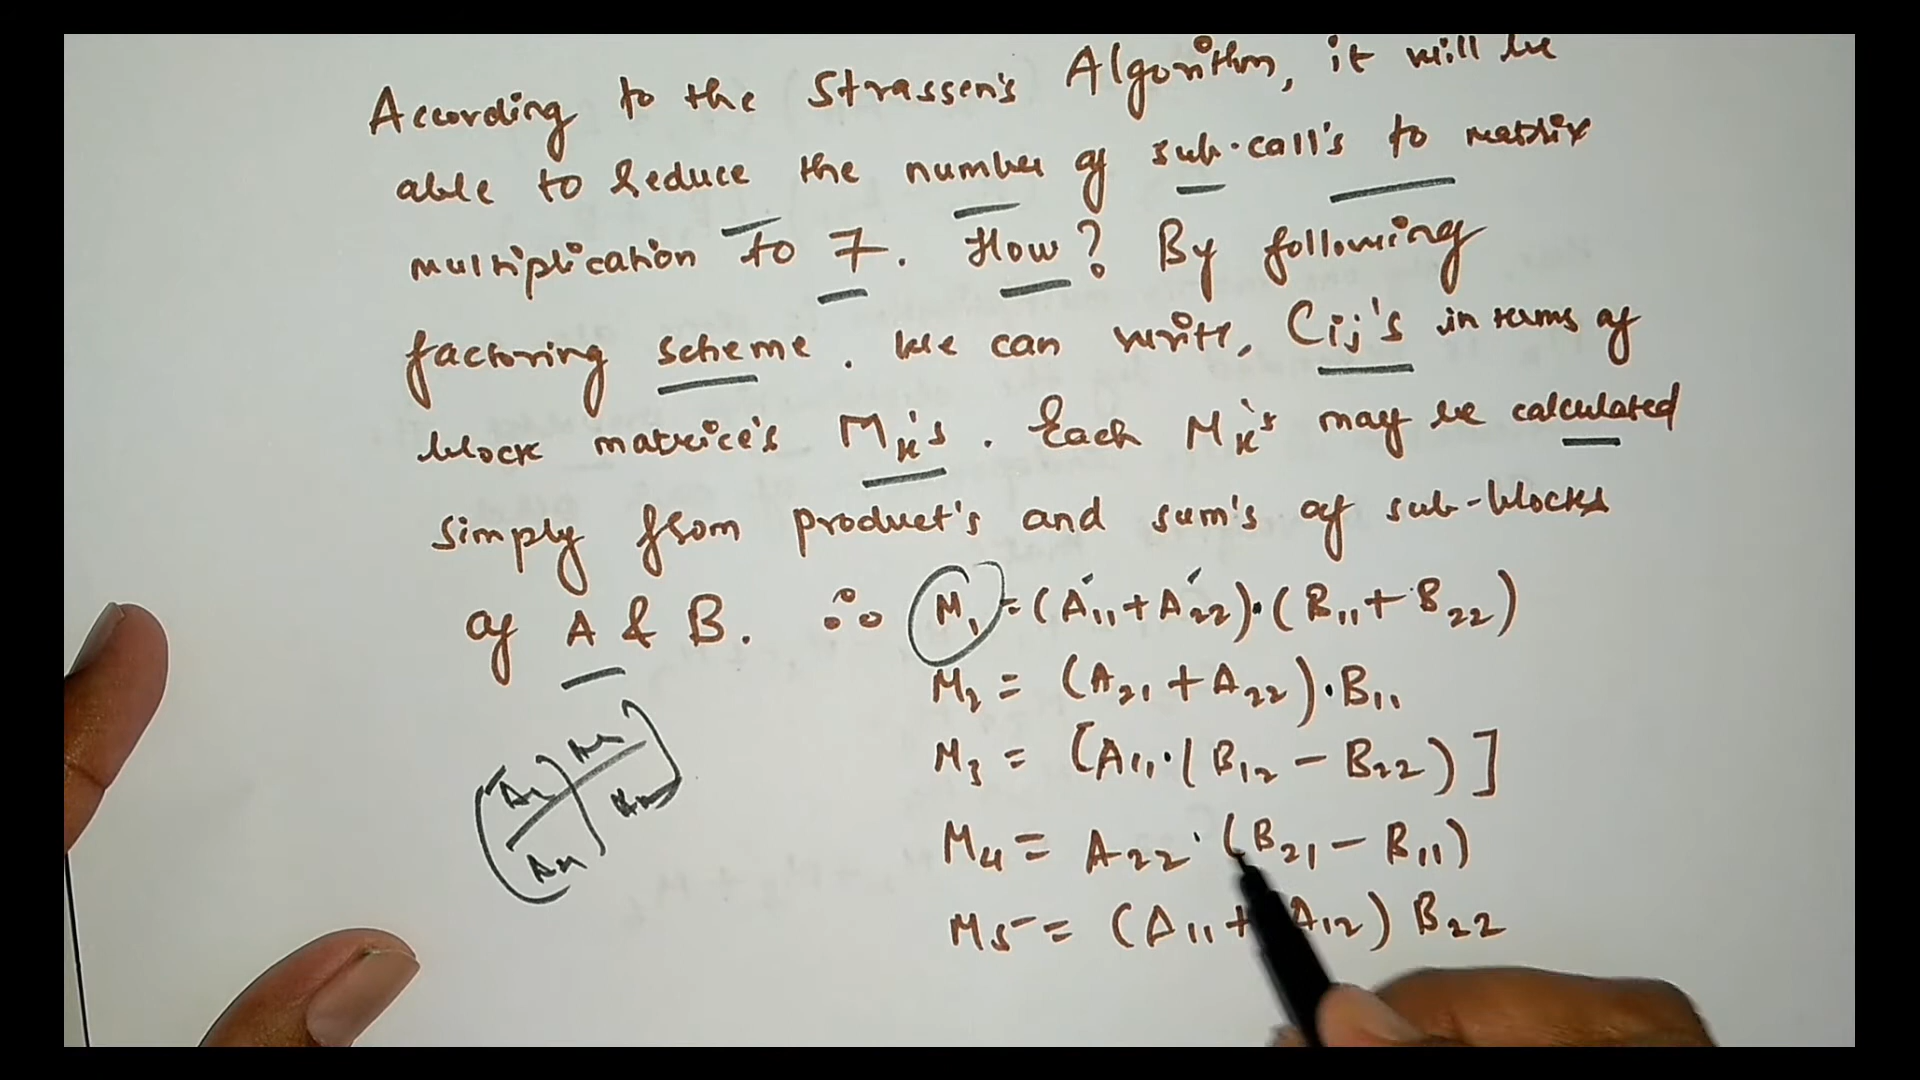 According to the Strassen's Algorithm, it will be
able to reduce the number of sub-call's to matrix
multiplication to 7. How? By following
factoring scheme. We can write, Cij's in terms of
block matrice's Mk's. Each Mk's may be calculated
simply from product's and sum's of sub-blocks
of A & B. ∴ M1 = (A11 + A22)·(B11 + B22)
M2 = (A21 + A22)·B11
M3 = [A11·(B12 - B22)]
M4 = A22·(B21 - B11)
M5 = (A11 + A12) B22